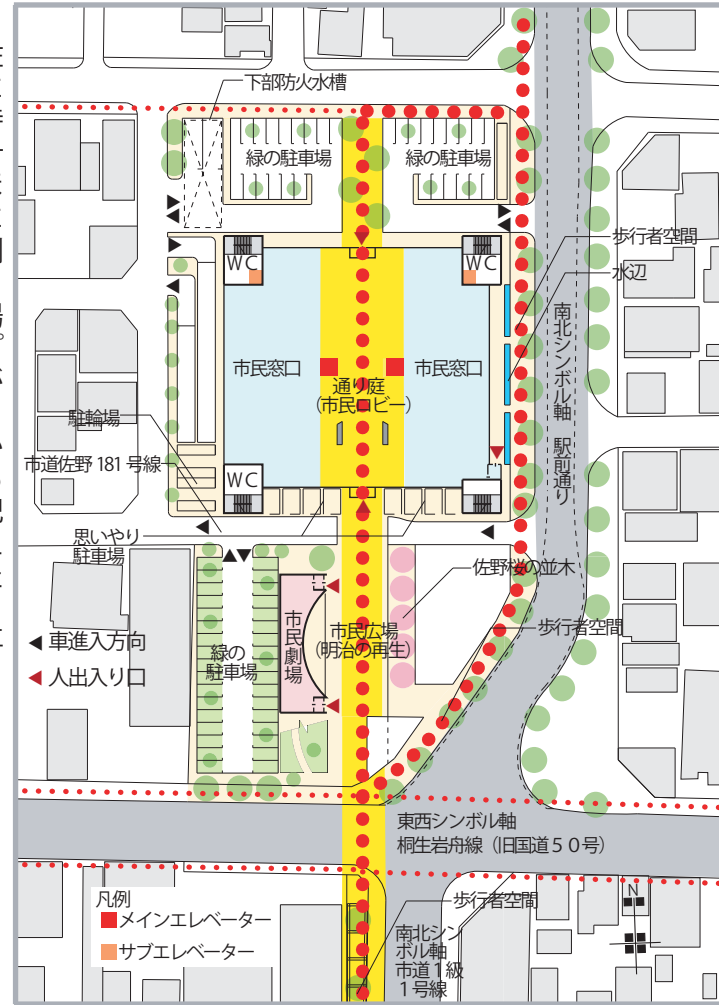 下部防火水槽
緑の駐車場
緑の駐車場
歩行者空間
WC
WC
水辺
南北シンボル軸 駅前通り
市民窓口
市民窓口
通り庭
(市民ロビー)
駐輪場
市道佐野181号線
WC
思いやり
駐車場
佐野桜の並木
車進入方向
人出入り口
緑の
駐車場
市民劇場
市民広場
(明治の再生)
歩行者空間
東西シンボル軸
桐生岩舟線(旧国道50号)
凡例
メインエレベーター
サブエレベーター
歩行者空間
南北シン
ボル軸
市道1級
1号線
N